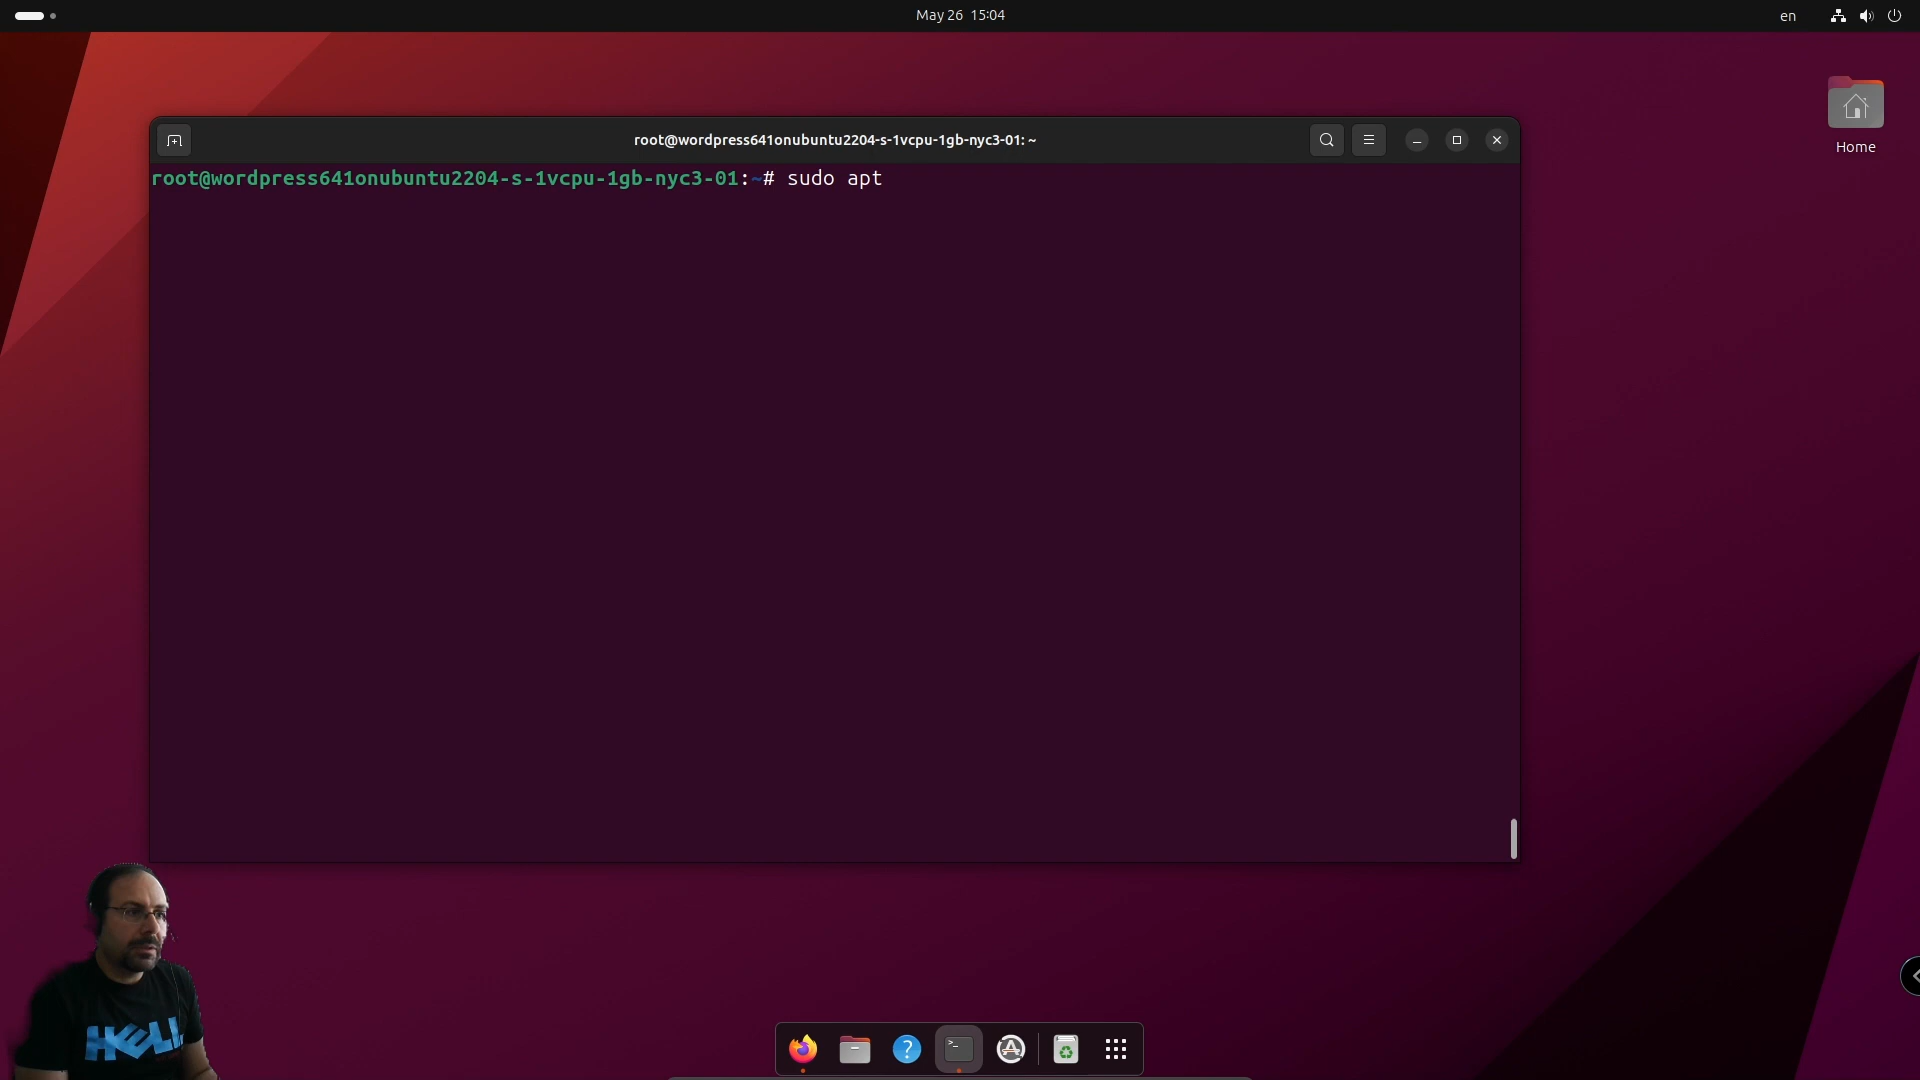 May 26 15:04
en
root@wordpress641onubuntu2204-s-1vcpu-1gb-nyc3-01: ~
Home
root@wordpress641onubuntu2204-s-1vcpu-1gb-nyc3-01:~# sudo apt
HELL